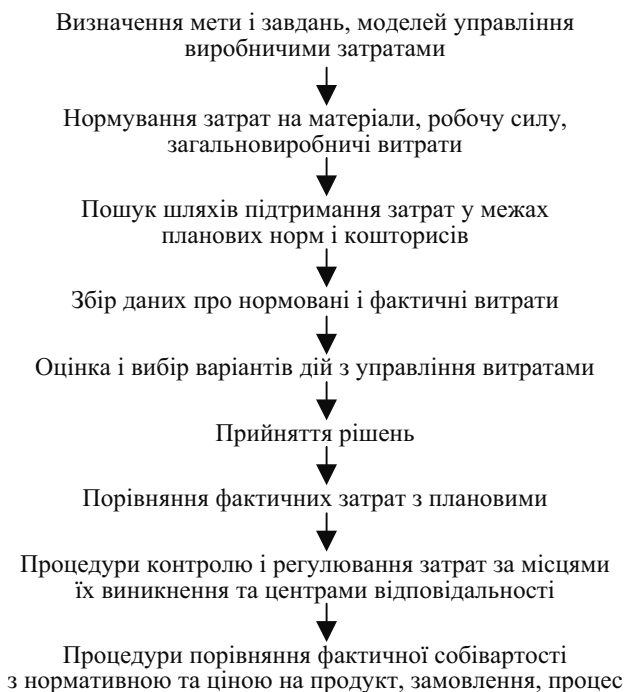 Визначення мети і завдань, моделей управління
виробничими затратами
Нормування затрат на матеріали, робочу силу,
загальновиробничі витрати
Пошук шляхів підтримання затрат у межах
планових норм і кошторисів
Збір даних про нормовані і фактичні витрати
Оцінка і вибір варіантів дій з управління витратами
Прийняття рішень
Порівняння фактичних затрат з плановими
Процедури контролю і регулювання затрат за місцями
їх виникнення та центрами відповідальності
Процедури порівняння фактичної собівартості
з нормативною та ціною на продукт, замовлення, процес